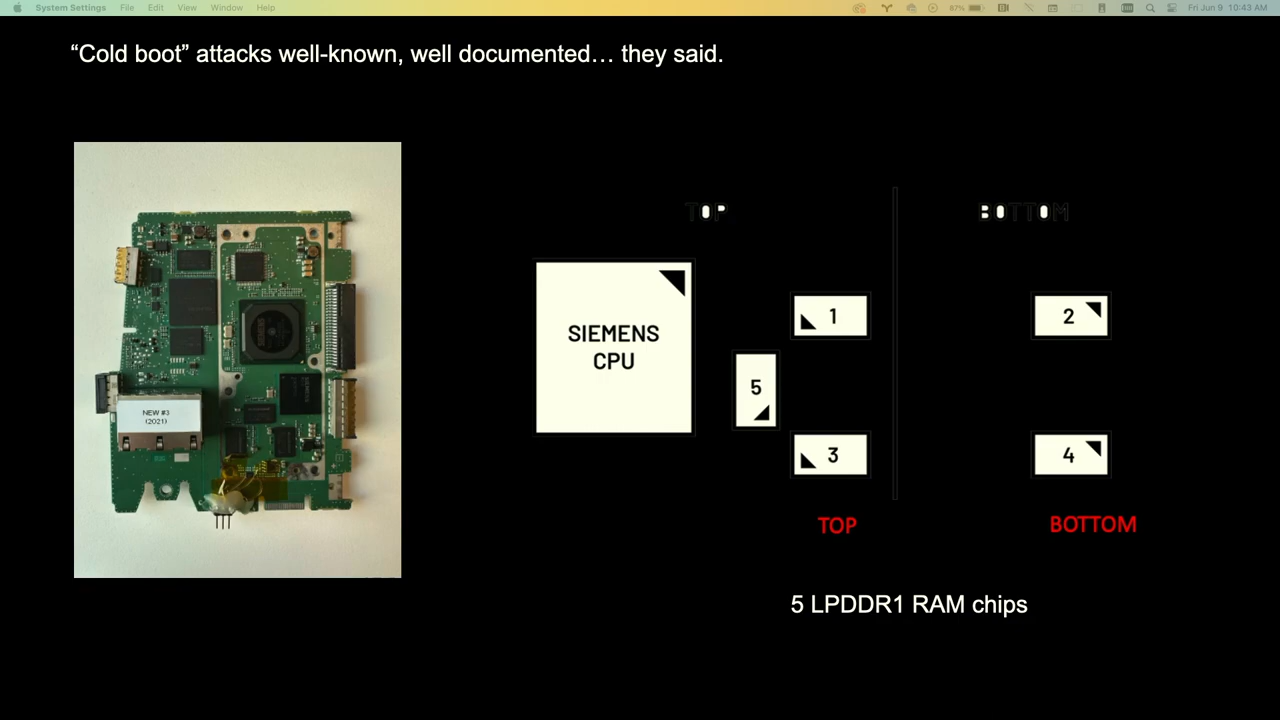 System Settings File Edit View Window Help 87% Fri Jun 9 10:43 AM
“Cold boot” attacks well-known, well documented… they said.
TOP BOTTOM
SIEMENS
CPU
1
2
5
3
4
NEW #3
(2021)
SIEMENS
TOP BOTTOM
5 LPDDR1 RAM chips